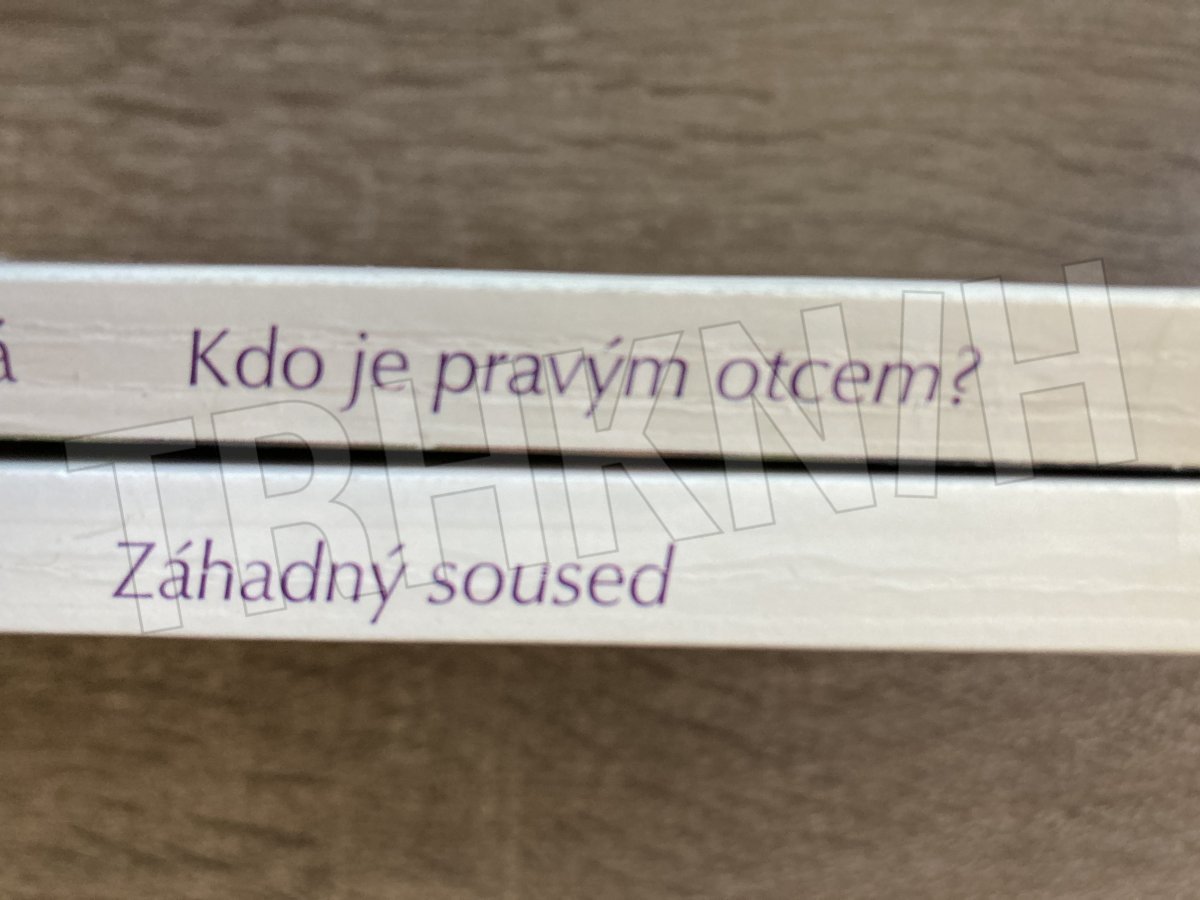 á Kdo je pravým otcem?
Záhadný soused
TRHKNIH